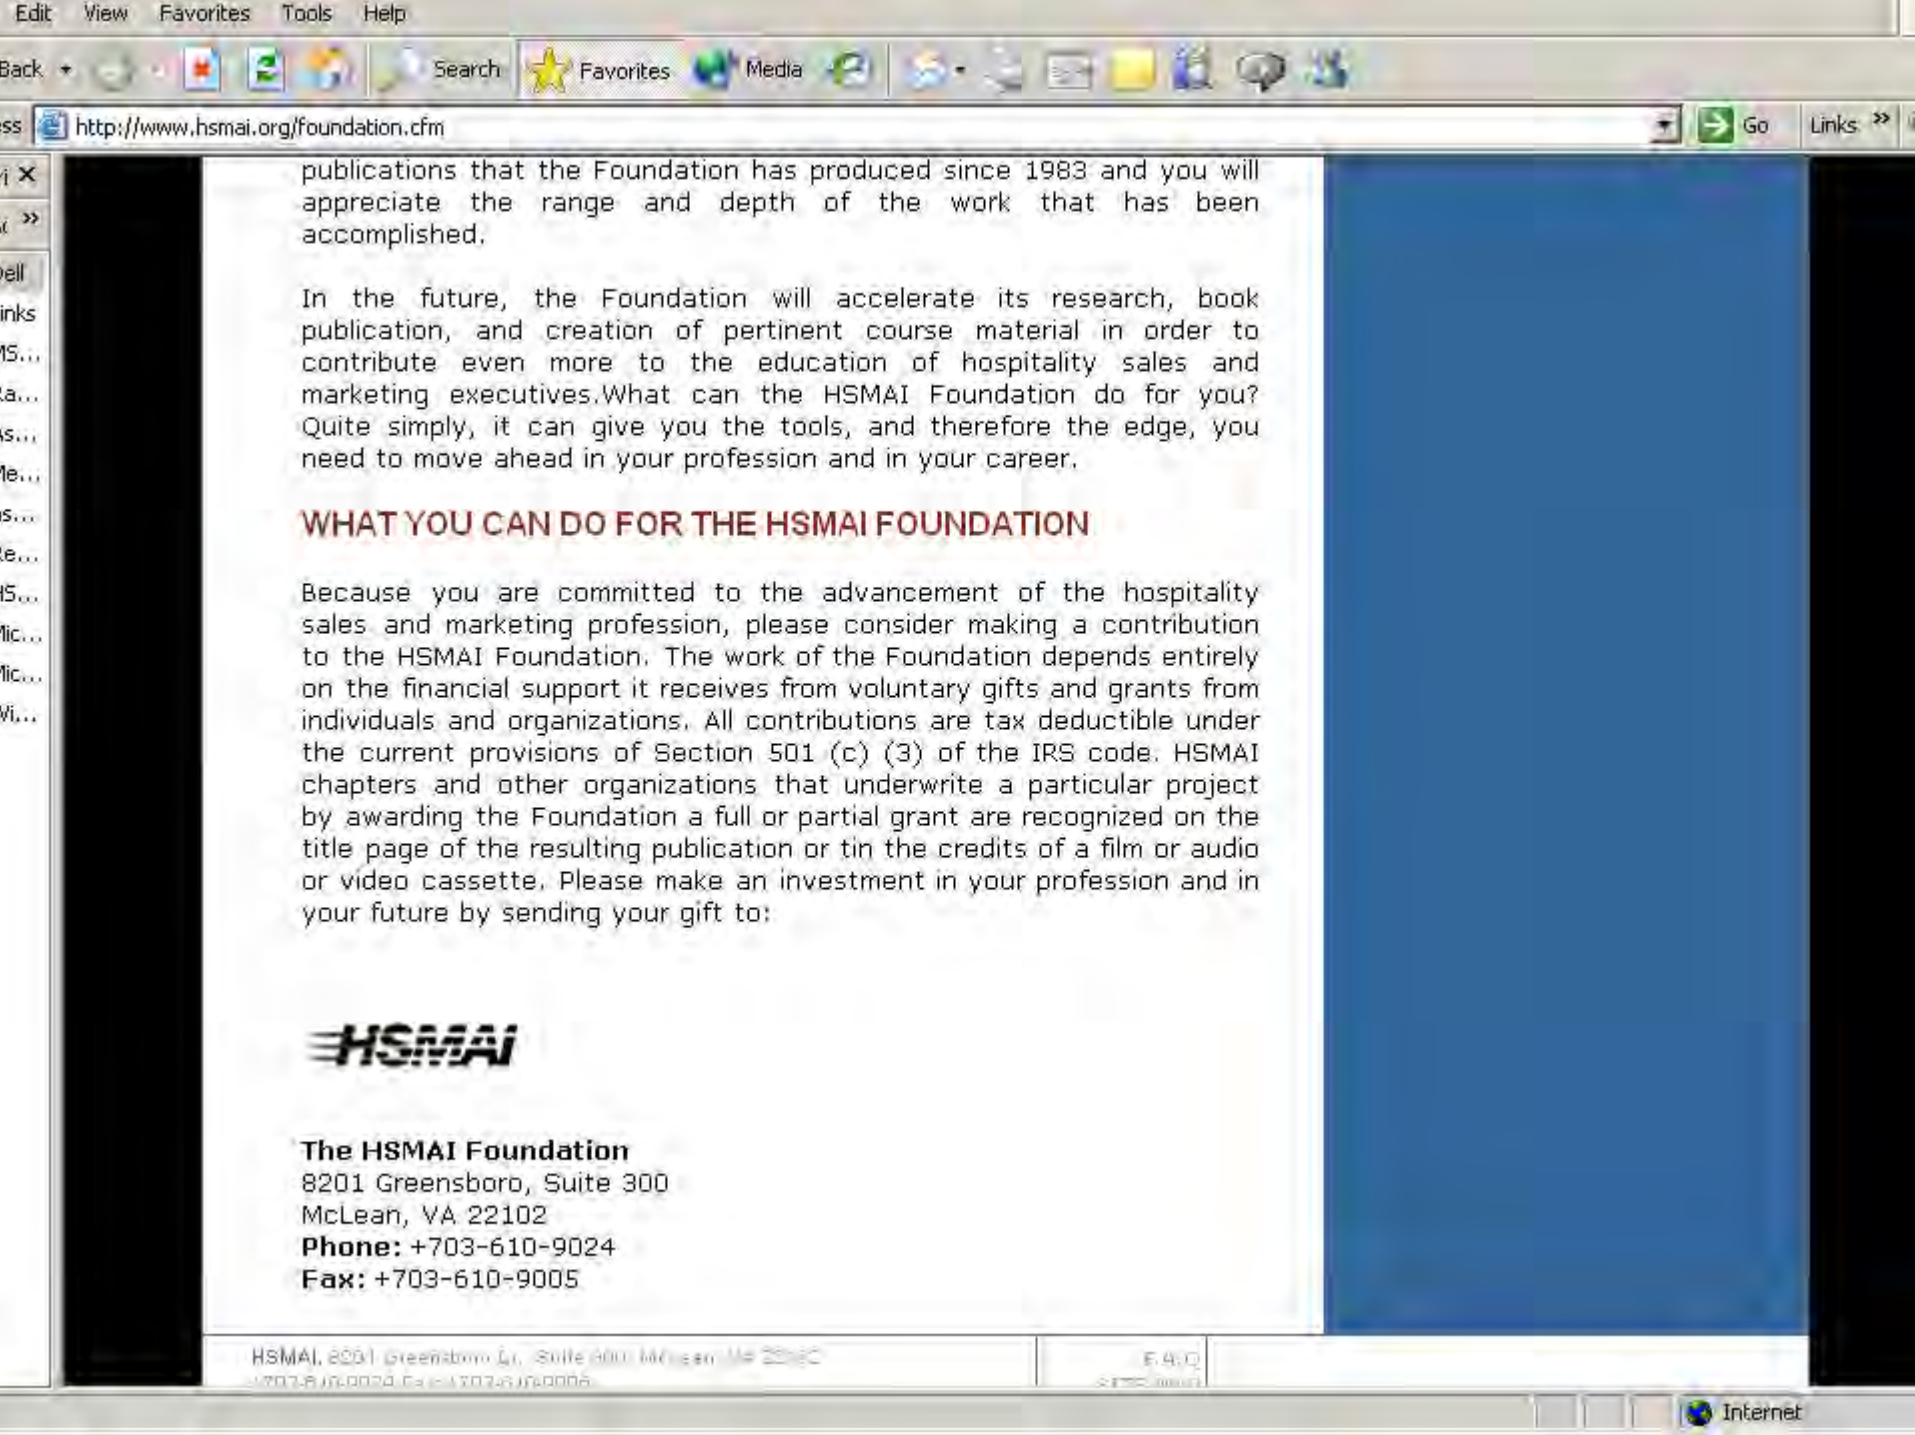 Edit View Favorites Tools Help
Back Search Favorites Media
http://www.hsmai.org/foundation.cfm Go Links »
publications that the Foundation has produced since 1983 and you will
appreciate the range and depth of the work that has been
accomplished.
In the future, the Foundation will accelerate its research, book
publication, and creation of pertinent course material in order to
contribute even more to the education of hospitality sales and
marketing executives.What can the HSMAI Foundation do for you?
Quite simply, it can give you the tools, and therefore the edge, you
need to move ahead in your profession and in your career.
WHAT YOU CAN DO FOR THE HSMAI FOUNDATION
Because you are committed to the advancement of the hospitality
sales and marketing profession, please consider making a contribution
to the HSMAI Foundation. The work of the Foundation depends entirely
on the financial support it receives from voluntary gifts and grants from
individuals and organizations. All contributions are tax deductible under
the current provisions of Section 501 (c) (3) of the IRS code. HSMAI
chapters and other organizations that underwrite a particular project
by awarding the Foundation a full or partial grant are recognized on the
title page of the resulting publication or tin the credits of a film or audio
or video cassette. Please make an investment in your profession and in
your future by sending your gift to:
HSMAI
The HSMAI Foundation
8201 Greensboro, Suite 300
McLean, VA 22102
Phone: +703-610-9024
Fax: +703-610-9005
HSMAI, 8201 Greensboro Suite
F.A.Q
Internet